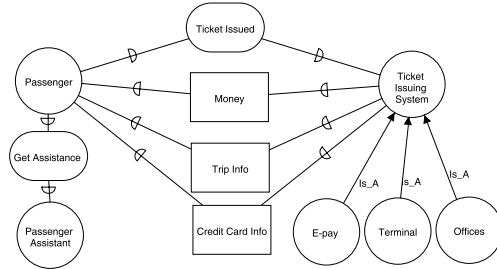 Ticket Issued
Passenger
Ticket
Issuing
System
Money
Get Assistance
Trip Info
Is_A
Is_A
Is_A
Passenger
Assistant
Credit Card Info
E-pay
Terminal
Offices